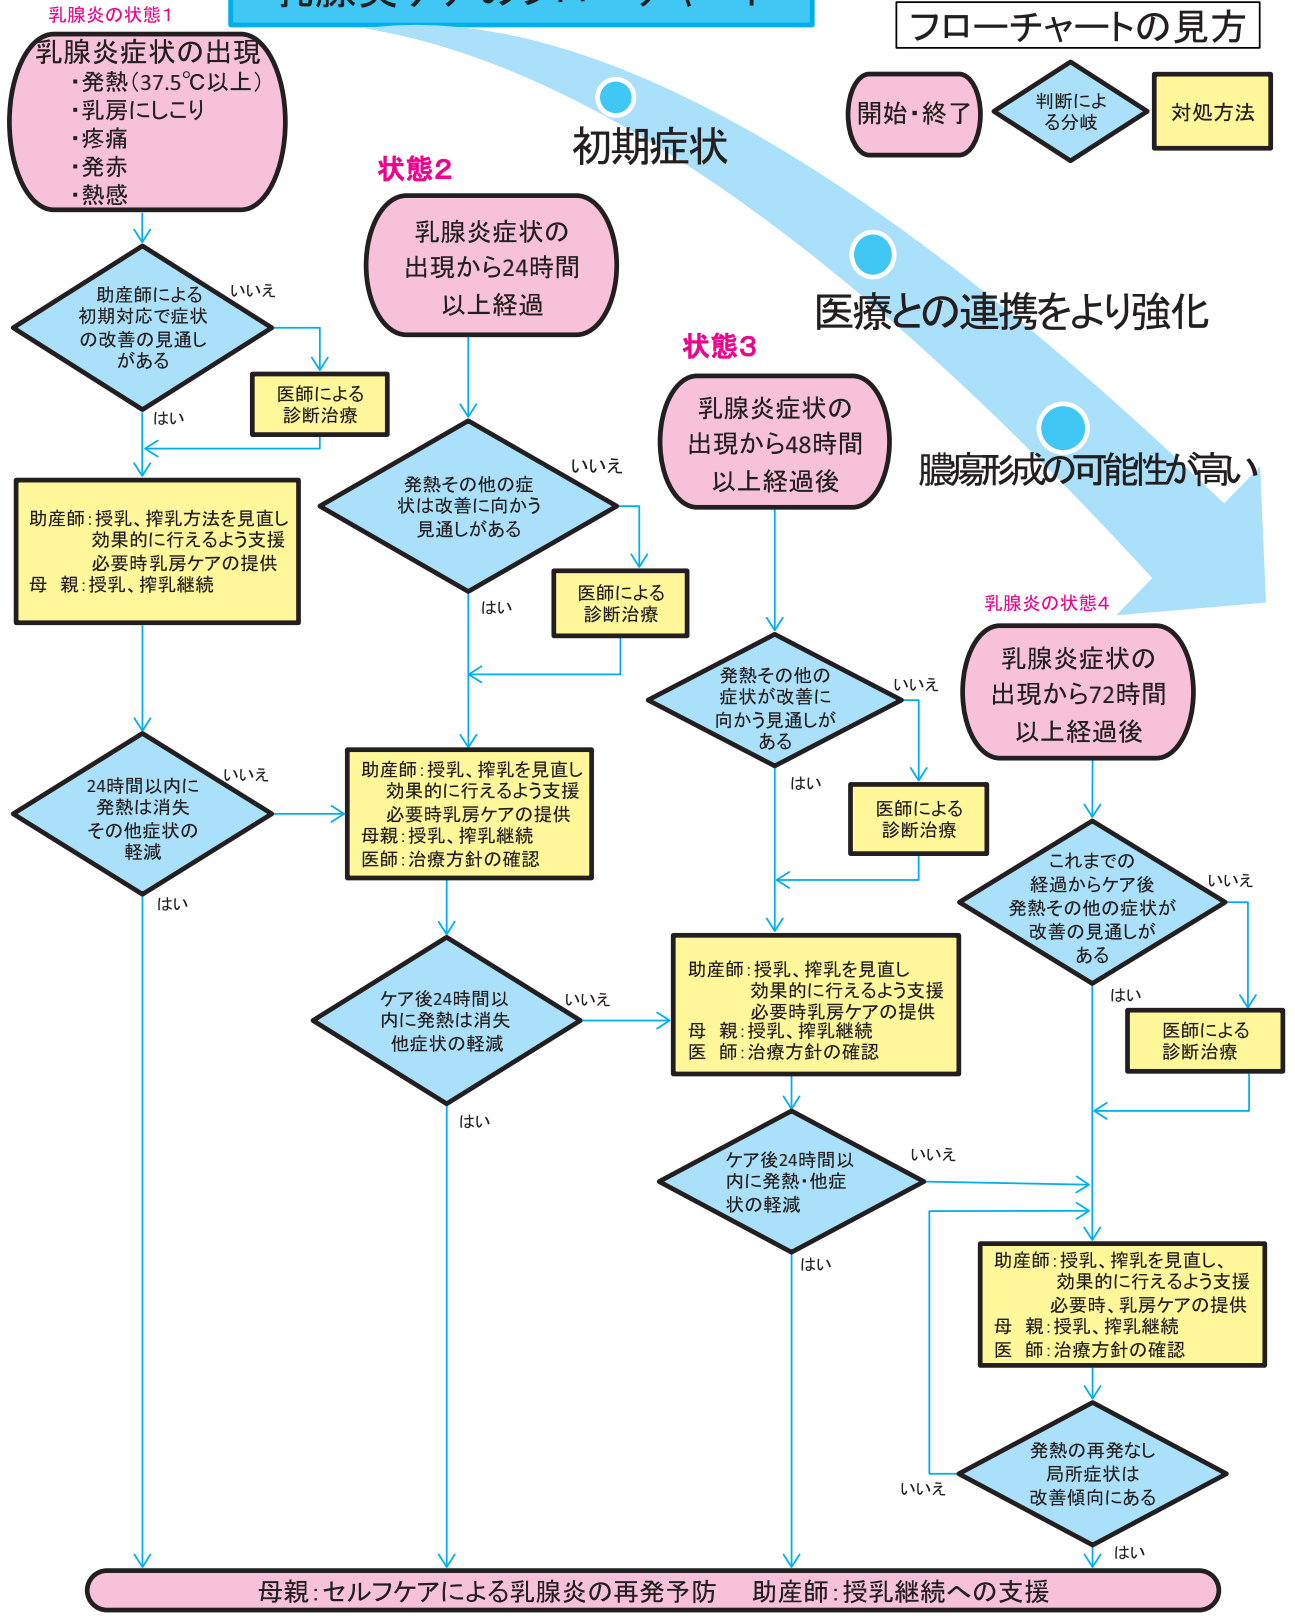 乳腺炎ケアのフローチャート
フローチャートの見方
開始・終了
判断によ
る分岐
対処方法
初期症状
医療との連携をより強化
膿瘍形成の可能性が高い
乳腺炎の状態1
乳腺炎症状の出現
・発熱(37.5℃以上)
・乳房にしこり
・疼痛
・発赤
・熱感
助産師による
初期対応で症状
の改善の見通し
がある
いいえ
医師による
診断治療
はい
助産師:授乳、搾乳方法を見直し
効果的に行えるよう支援
必要時乳房ケアの提供
母 親:授乳、搾乳継続
24時間以内に
発熱は消失
その他症状の
軽減
いいえ
はい
状態2
乳腺炎症状の
出現から24時間
以上経過
発熱その他の症
状は改善に向かう
見通しがある
いいえ
医師による
診断治療
はい
助産師:授乳、搾乳を見直し
効果的に行えるよう支援
必要時乳房ケアの提供
母親:授乳、搾乳継続
医師:治療方針の確認
ケア後24時間以
内に発熱は消失
他症状の軽減
いいえ
はい
状態3
乳腺炎症状の
出現から48時間
以上経過後
発熱その他の
症状が改善に
向かう見通しが
ある
いいえ
医師による
診断治療
はい
助産師:授乳、搾乳を見直し
効果的に行えるよう支援
必要時乳房ケアの提供
母 親:授乳、搾乳継続
医 師:治療方針の確認
ケア後24時間以
内に発熱・他症
状の軽減
いいえ
はい
乳腺炎の状態4
乳腺炎症状の
出現から72時間
以上経過後
これまでの
経過からケア後
発熱その他の症状が
改善の見通しが
ある
いいえ
はい
医師による
診断治療
助産師:授乳、搾乳を見直し、
効果的に行えるよう支援
必要時、乳房ケアの提供
母 親:授乳、搾乳継続
医 師:治療方針の確認
発熱の再発なし
局所症状は
改善傾向にある
いいえ
はい
母親:セルフケアによる乳腺炎の再発予防 助産師:授乳継続への支援